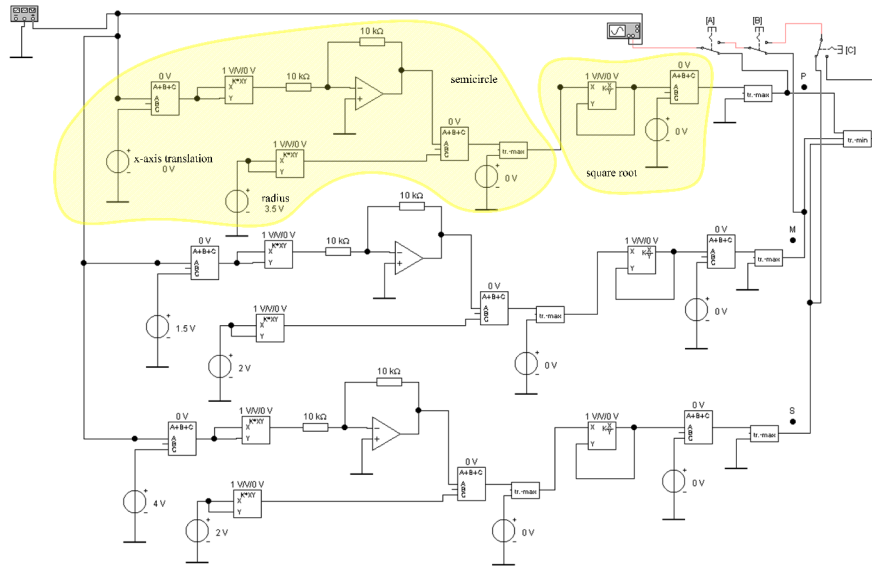 [A]
[B]
[C]
10 kΩ
semicircle
0 V
1 V/V/0 V
10 kΩ
A+B+C
A
B
C
K*XY
X
Y
1 V/V/0 V
X
Y
K X/Y
0 V
A+B+C
A
B
C
P
tr.-max
0 V
A+B+C
A
B
C
tr.-min
x-axis translation
0 V
1 V/V/0 V
K*XY
X
Y
tr.-max
0 V
0 V
square root
radius
3.5 V
0 V
A+B+C
A
B
C
1 V/V/0 V
K*XY
X
Y
10 kΩ
10 kΩ
1 V/V/0 V
X
Y
K X/Y
0 V
A+B+C
A
B
C
M
tr.-max
1.5 V
1 V/V/0 V
K*XY
X
Y
0 V
A+B+C
A
B
C
tr.-max
0 V
2 V
0 V
10 kΩ
0 V
A+B+C
A
B
C
1 V/V/0 V
K*XY
X
Y
10 kΩ
1 V/V/0 V
X
Y
K X/Y
0 V
A+B+C
A
B
C
S
tr.-max
4 V
1 V/V/0 V
K*XY
X
Y
0 V
A+B+C
A
B
C
tr.-max
0 V
2 V
0 V